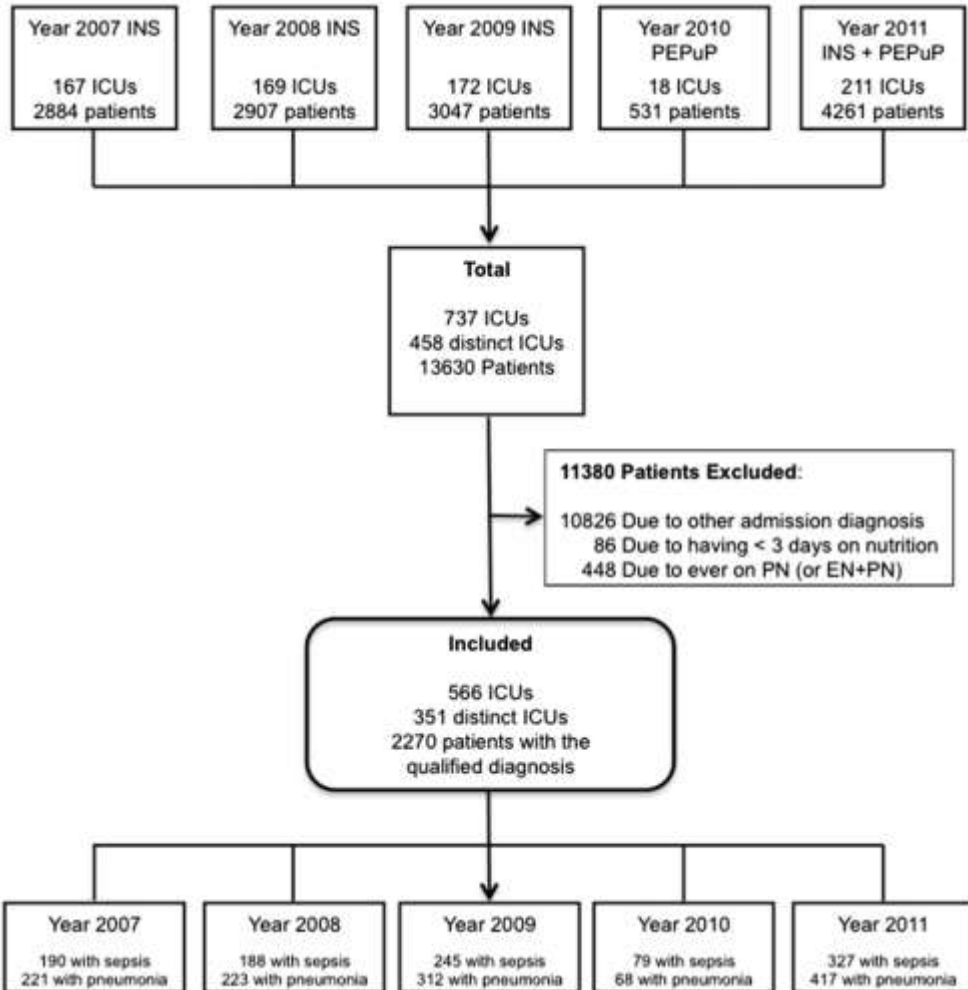 Year 2007 INS
167 ICUs
2884 patients
Year 2008 INS
169 ICUs
2907 patients
Year 2009 INS
172 ICUs
3047 patients
Year 2010
PEPuP
18 ICUs
531 patients
Year 2011
INS + PEPuP
211 ICUs
4261 patients
Total
737 ICUs
458 distinct ICUs
13630 Patients
11380 Patients Excluded:
10826 Due to other admission diagnosis
86 Due to having < 3 days on nutrition
448 Due to ever on PN (or EN+PN)
Included
566 ICUs
351 distinct ICUs
2270 patients with the
qualified diagnosis
Year 2007
190 with sepsis
221 with pneumonia
Year 2008
188 with sepsis
223 with pneumonia
Year 2009
245 with sepsis
312 with pneumonia
Year 2010
79 with sepsis
68 with pneumonia
Year 2011
327 with sepsis
417 with pneumonia